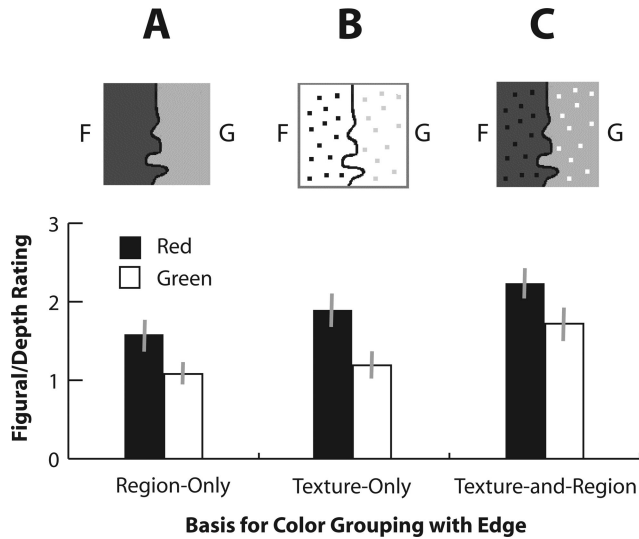 A B C
F G F G F G
Figural/Depth Rating
3
2
1
0
Red
Green
Region-Only Texture-Only Texture-and-Region
Basis for Color Grouping with Edge